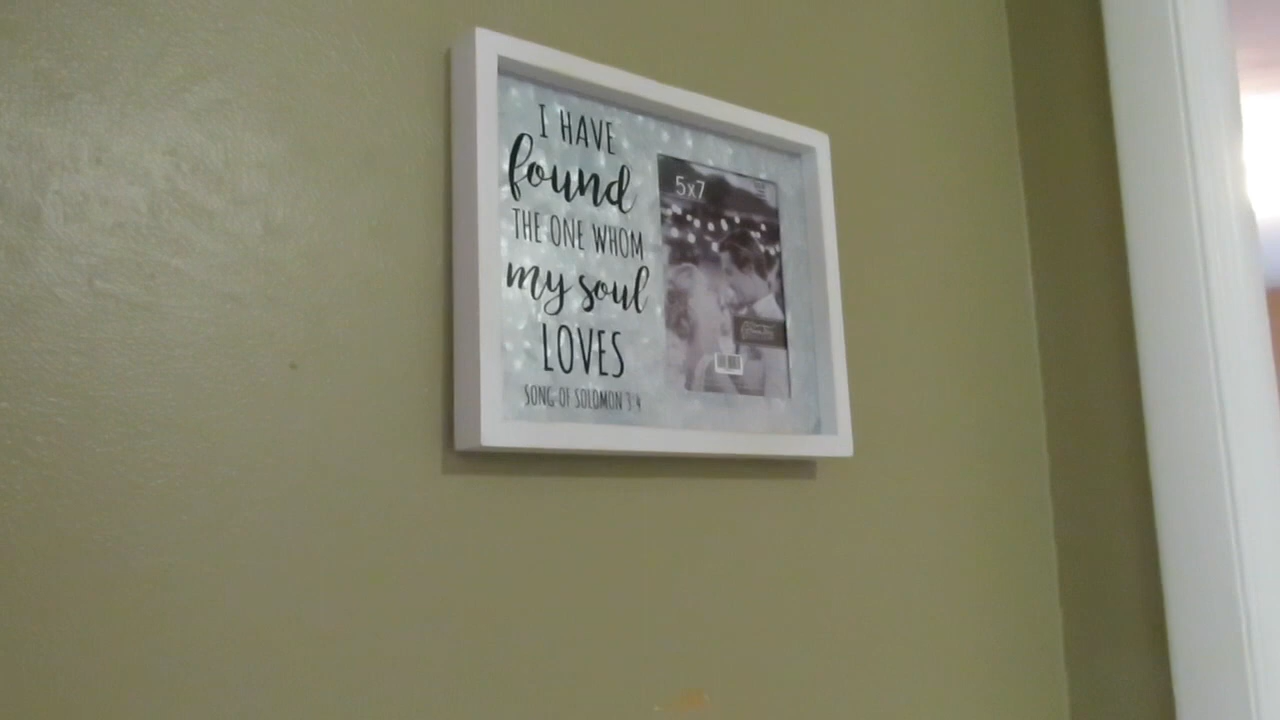 I HAVE
found
THE ONE WHOM
my soul
LOVES
SONG OF SOLOMON 3:4
5x7